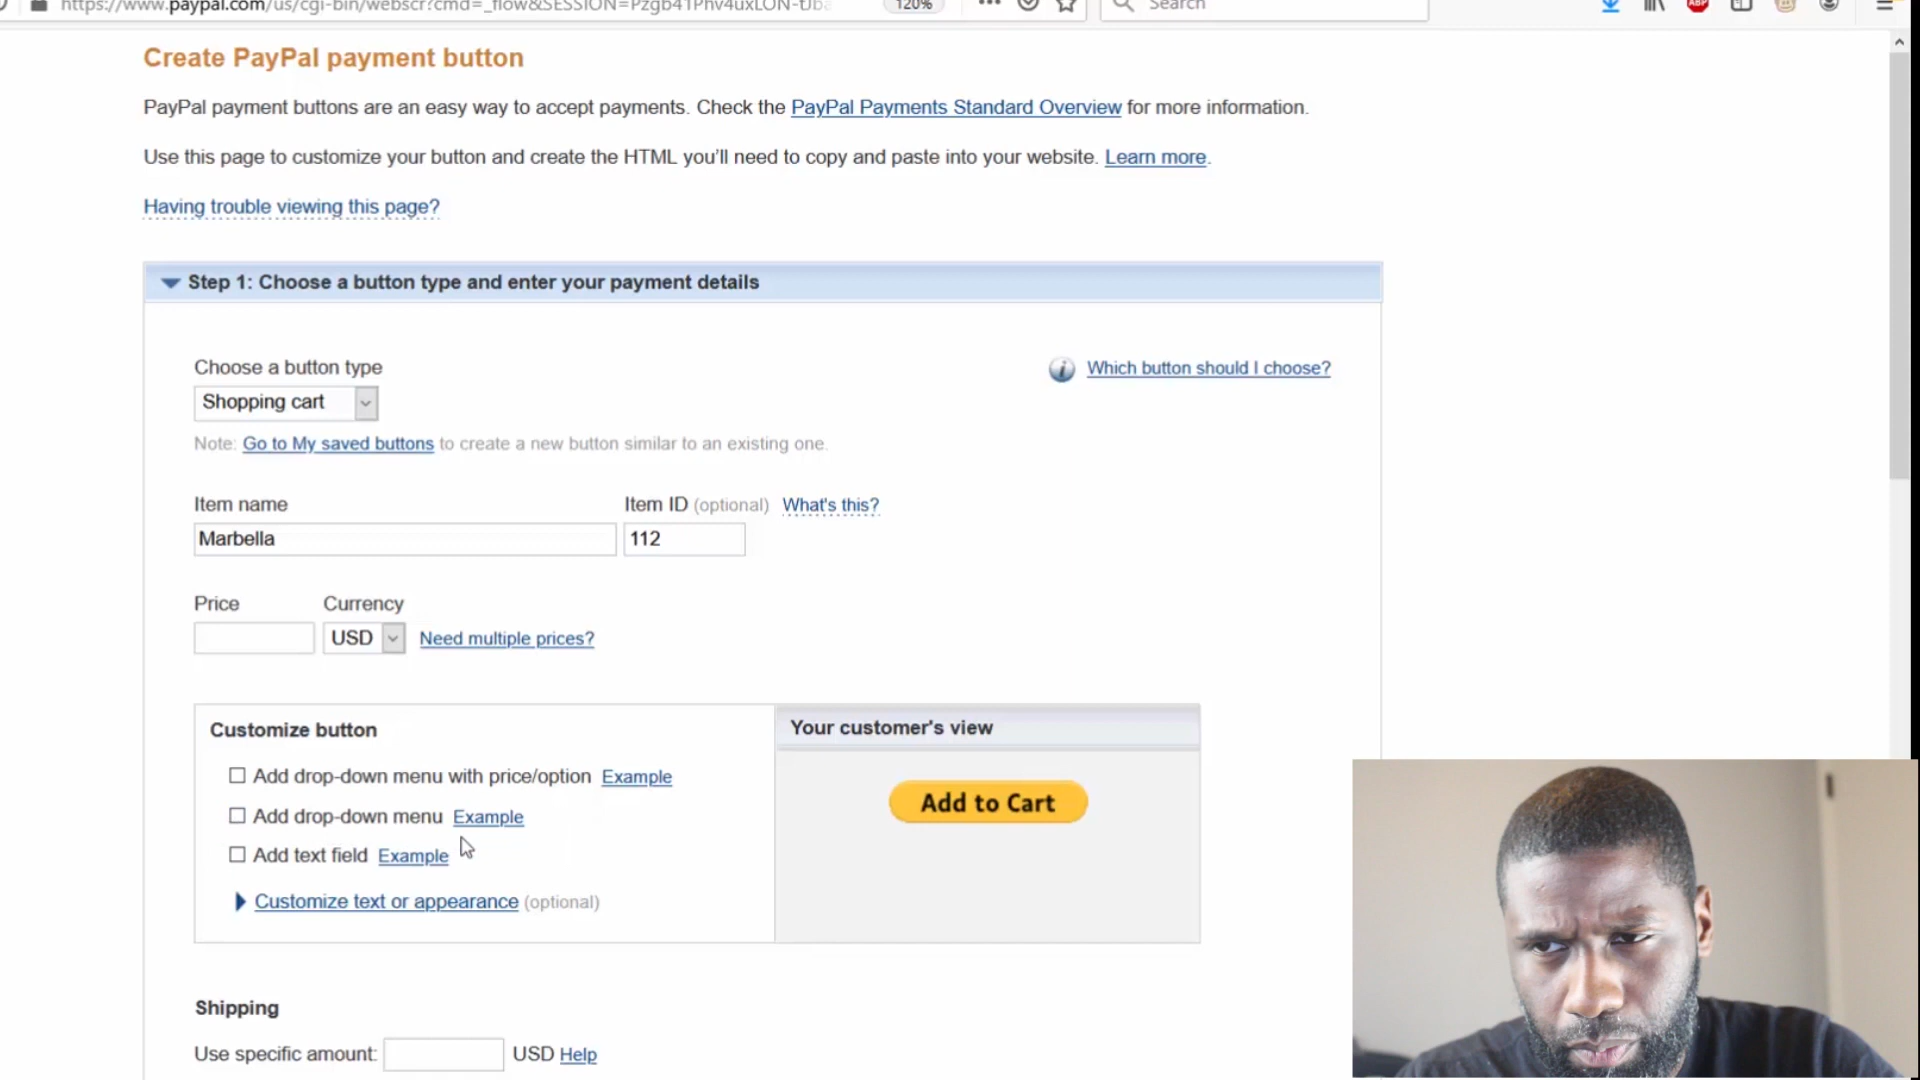 120%
Search
ABP
Create PayPal payment button
PayPal payment buttons are an easy way to accept payments. Check the PayPal Payments Standard Overview for more information.
Use this page to customize your button and create the HTML you'll need to copy and paste into your website. Learn more.
Having trouble viewing this page?
Step 1: Choose a button type and enter your payment details
Choose a button type
Which button should I choose?
Shopping cart
Note: Go to My saved buttons to create a new button similar to an existing one.
Item name
Item ID (optional) What's this?
Marbella
112
Price
Currency
USD
Need multiple prices?
Customize button
Your customer's view
Add drop-down menu with price/option Example
Add to Cart
Add drop-down menu Example
Add text field Example
Customize text or appearance (optional)
Shipping
Use specific amount:
USD Help